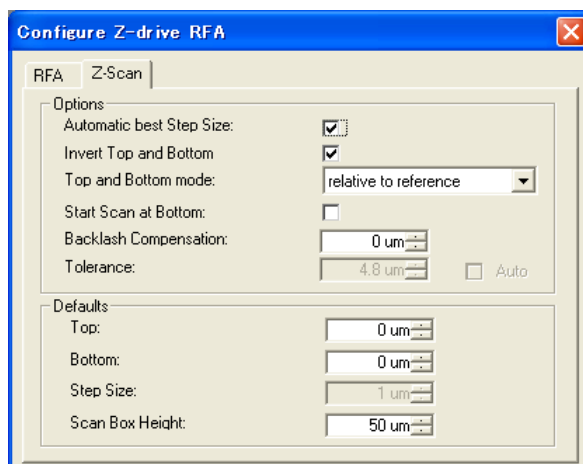 Configure Z-drive RFA
RFA Z-Scan
Options
Automatic best Step Size:
Invert Top and Bottom
Top and Bottom mode: relative to reference
Start Scan at Bottom:
Backlash Compensation: 0 um
Tolerance: 4.8 um Auto
Defaults
Top: 0 um
Bottom: 0 um
Step Size: 1 um
Scan Box Height: 50 um